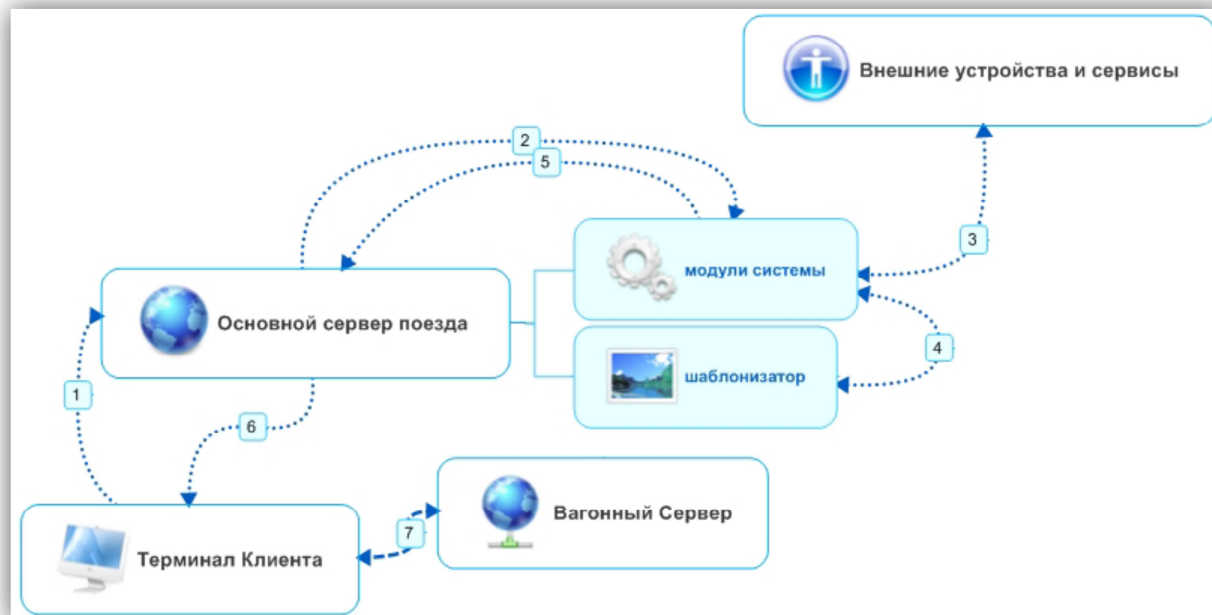 Внешние устройства и сервисы
2
5
3
модули системы
Основной сервер поезда
4
шаблонизатор
1
6
Вагонный Сервер
7
Терминал Клиента